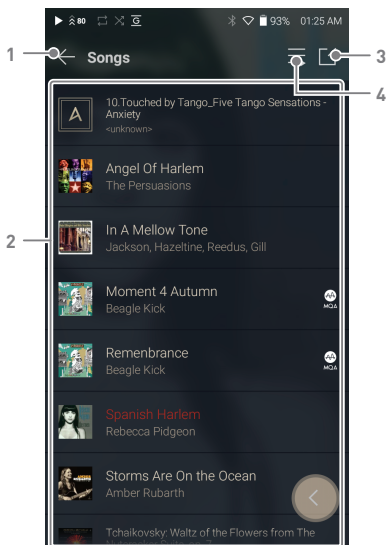 80 G 93% 01:25 AM
1 Songs 3
4
10.Touched by Tango_Five Tango Sensations -
Anxiety
<unknown>
Angel Of Harlem
The Persuasions
2
In A Mellow Tone
Jackson, Hazeltine, Reedus, Gill
Moment 4 Autumn
Beagle Kick
MQA
Remenbrance
Beagle Kick
MQA
Spanish Harlem
Rebecca Pidgeon
Storms Are On the Ocean
Amber Rubarth
Tchaikovsky: Waltz of the Flowers from The